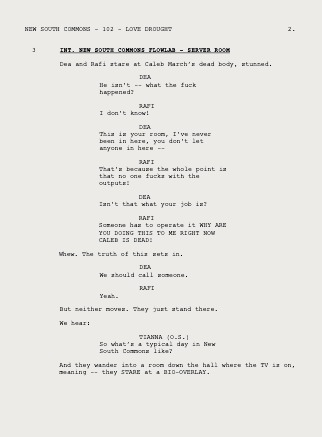 NEW SOUTH COMMONS - 102 - LOVE DROUGHT 2.
3 INT. NEW SOUTH COMMONS FLOWLAB - SERVER ROOM
Dea and Rafi stare at Caleb March's dead body, stunned.
DEA
He isn't -- what the fuck
happened?
RAFI
I don't know!
DEA
This is your room, I've never
been in here, you don't let
anyone in here --
RAFI
That's because the whole point is
that no one fucks with the
outputs!
DEA
Isn't that what your job is?
RAFI
Someone has to operate it WHY ARE
YOU DOING THIS TO ME RIGHT NOW
CALEB IS DEAD!
Whew. The truth of this sets in.
DEA
We should call someone.
RAFI
Yeah.
But neither moves. They just stand there.
We hear:
TIANNA (O.S.)
So what's a typical day in New
South Commons like?
And they wander into a room down the hall where the TV is on,
meaning -- they STARE at a BIO-OVERLAY.